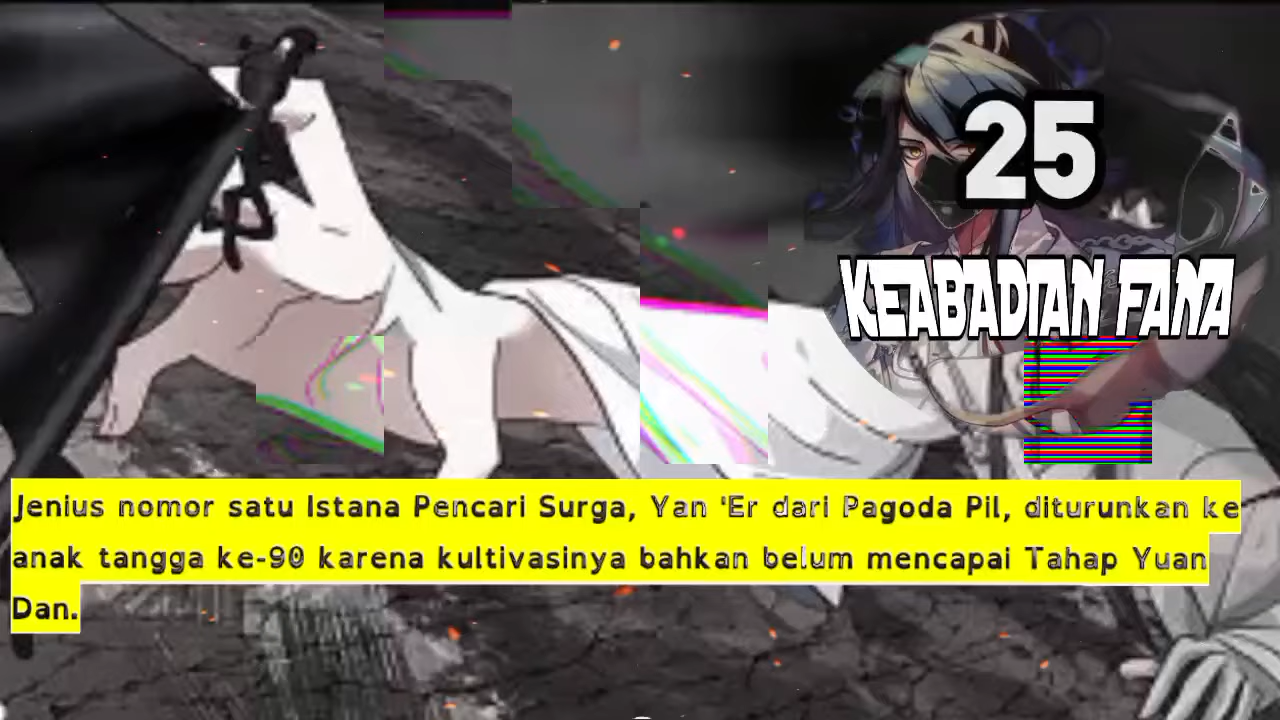 25
KEABADIAN FANA
Jenius nomor satu Istana Pencari Surga, Yan 'Er dari Pagoda Pil, diturunkan ke
anak tangga ke-90 karena kultivasinya bahkan belum mencapai Tahap Yuan
Dan.